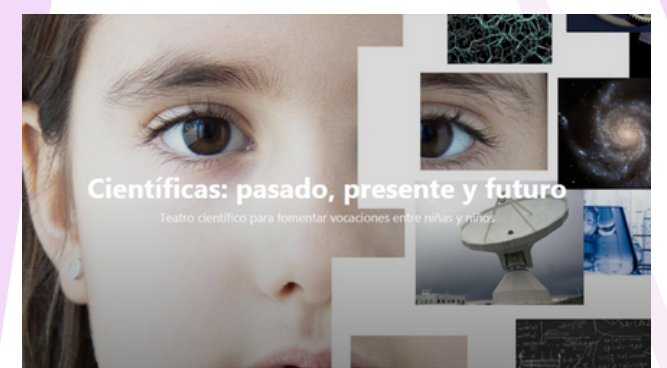 Científicas: pasado, presente y futuro
Teatro científico para fomentar vocaciones entre niñas y niños